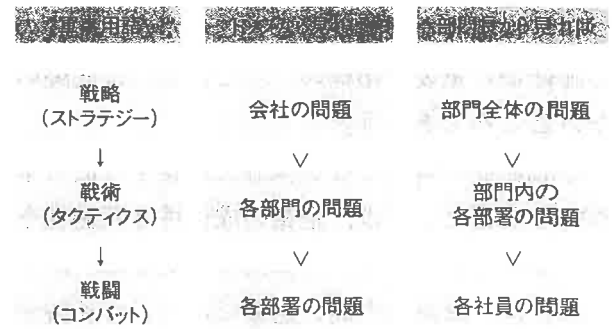 戦略
(ストラテジー)
会社の問題
部門全体の問題
↓
∨
∨
戦術
(タクティクス)
各部門の問題
部門内の
各部署の問題
↓
∨
∨
戦闘
(コンバット)
各部署の問題
各社員の問題